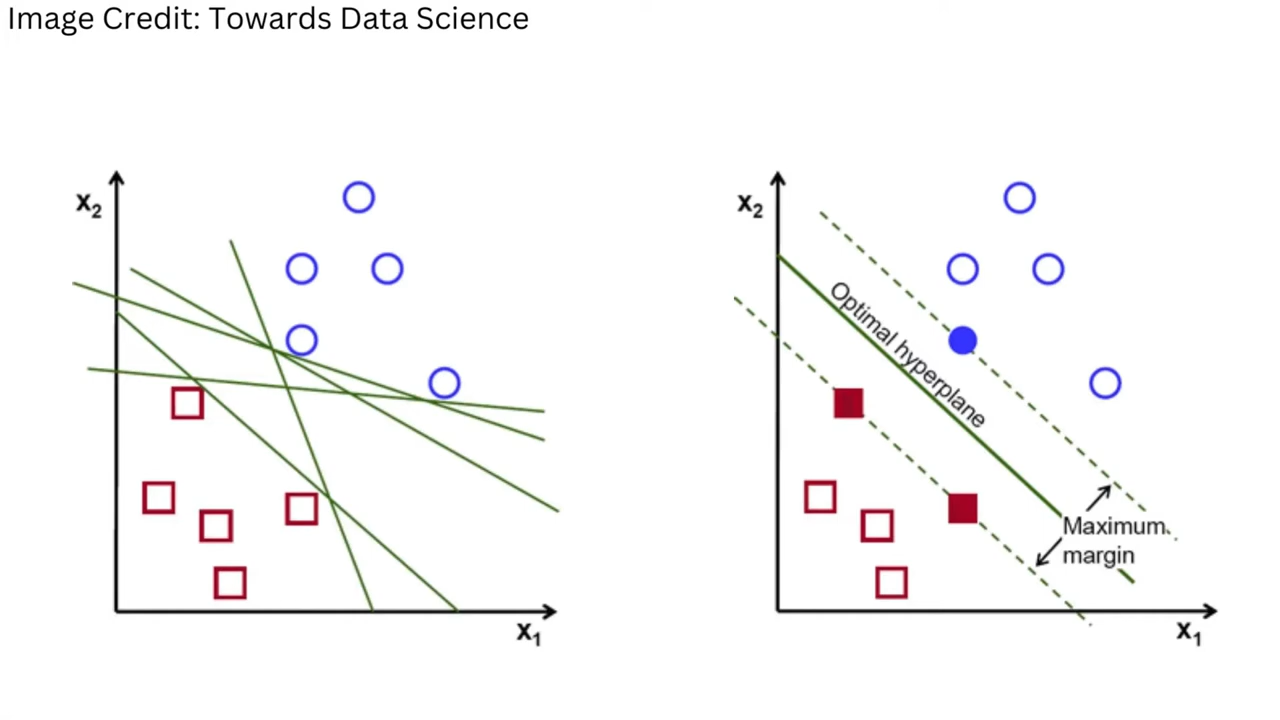 Image Credit: Towards Data Science
x₂
x₁
x₂
Optimal hyperplane
Maximum
margin
x₁